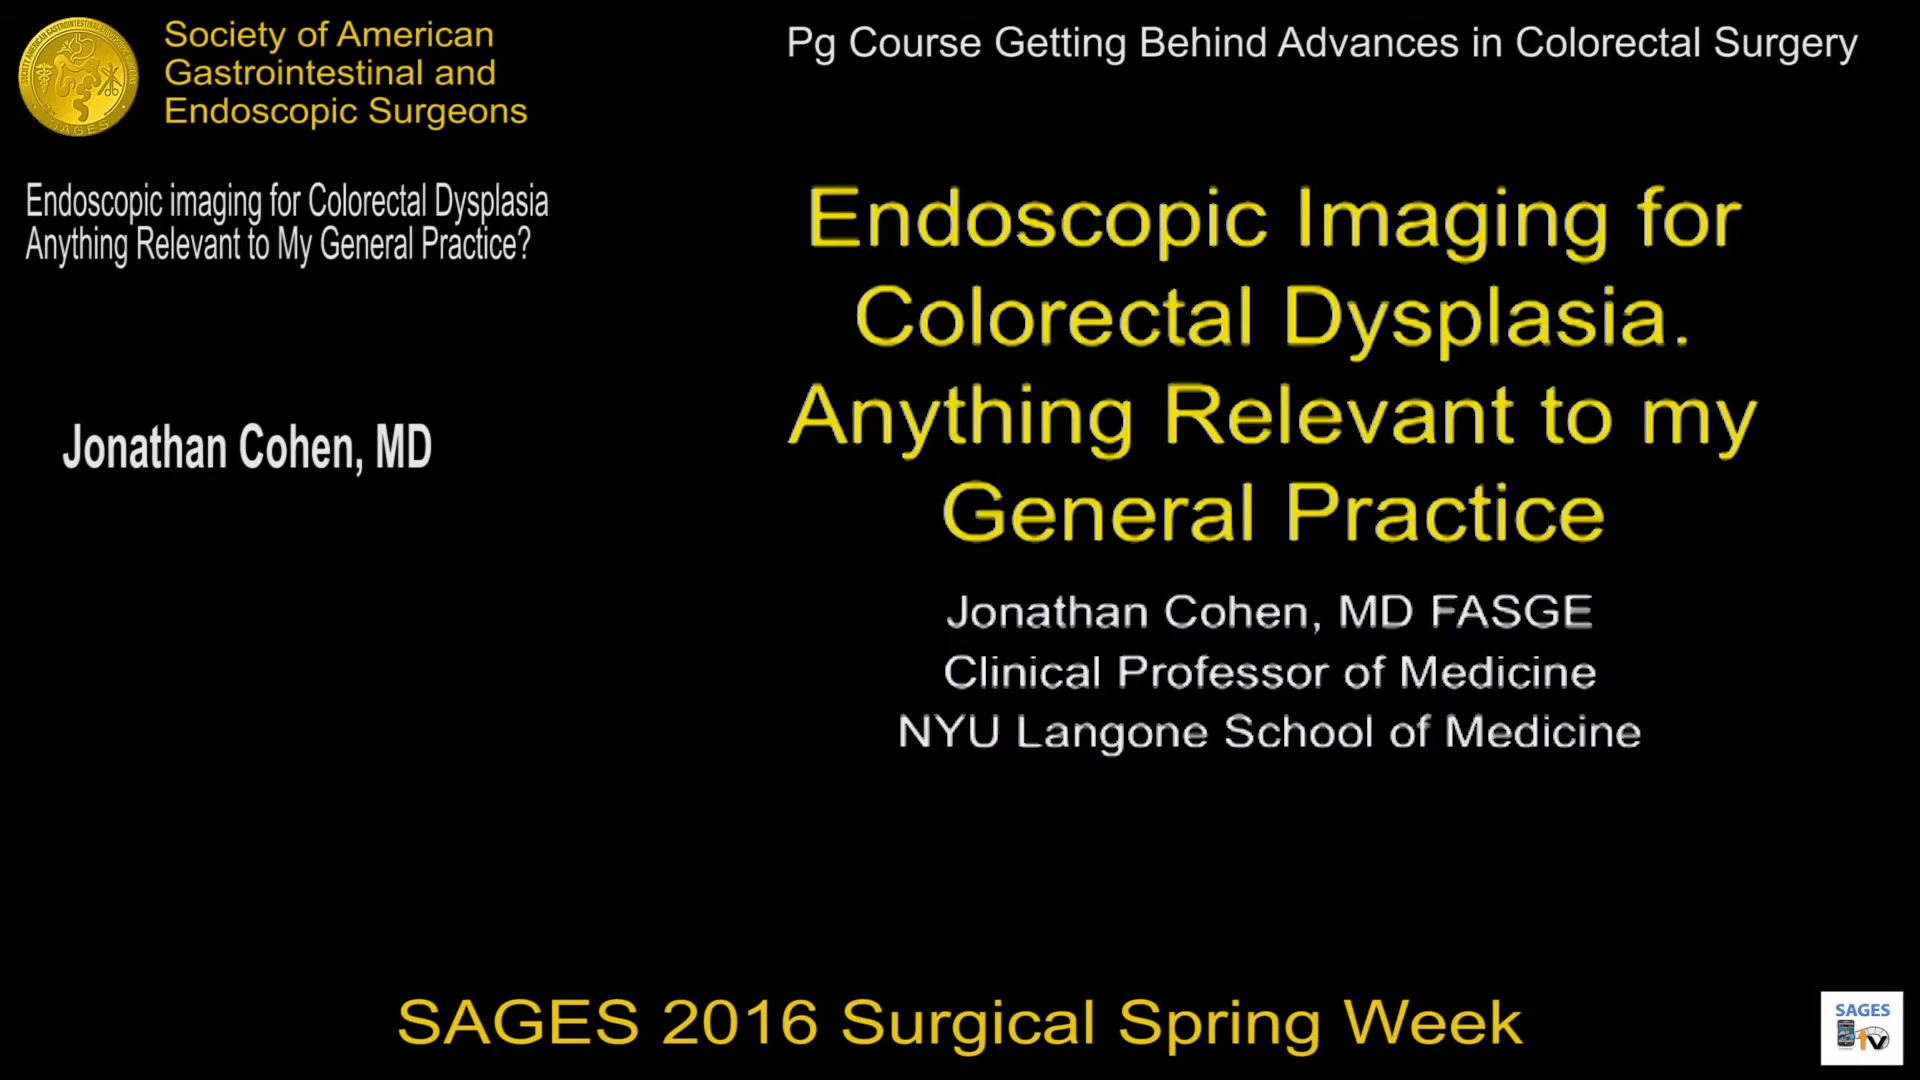 Society of American
Gastrointestinal and
Endoscopic Surgeons
SAGES
Pg Course Getting Behind Advances in Colorectal Surgery
Endoscopic imaging for Colorectal Dysplasia
Anything Relevant to My General Practice?
Jonathan Cohen, MD
Endoscopic Imaging for
Colorectal Dysplasia.
Anything Relevant to my
General Practice
Jonathan Cohen, MD FASGE
Clinical Professor of Medicine
NYU Langone School of Medicine
SAGES 2016 Surgical Spring Week
SAGES
tv